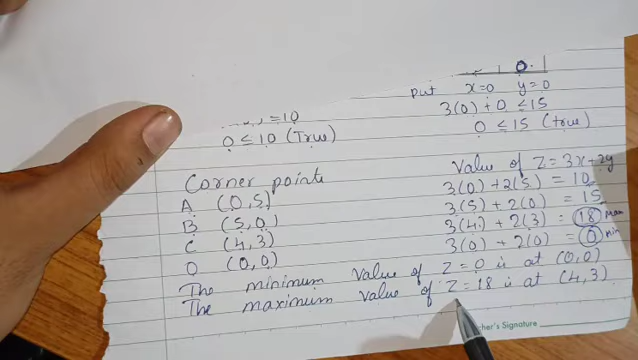 put x=0 y=0
=10
3(0)+0 ≤15
0 ≤ 10 (True)
0 ≤ 15 (true)
Corner points
Value of Z=3x+2y
A (0,5)
3(0)+2(5) = 10
B (5,0)
3(5)+2(0) = 15
C (4,3)
3(4)+2(3) = 18 max
O (0,0)
3(0)+2(0) = 0 min
The minimum value of Z=0 is at (0,0)
The maximum value of Z=18 is at (4,3)
Signature